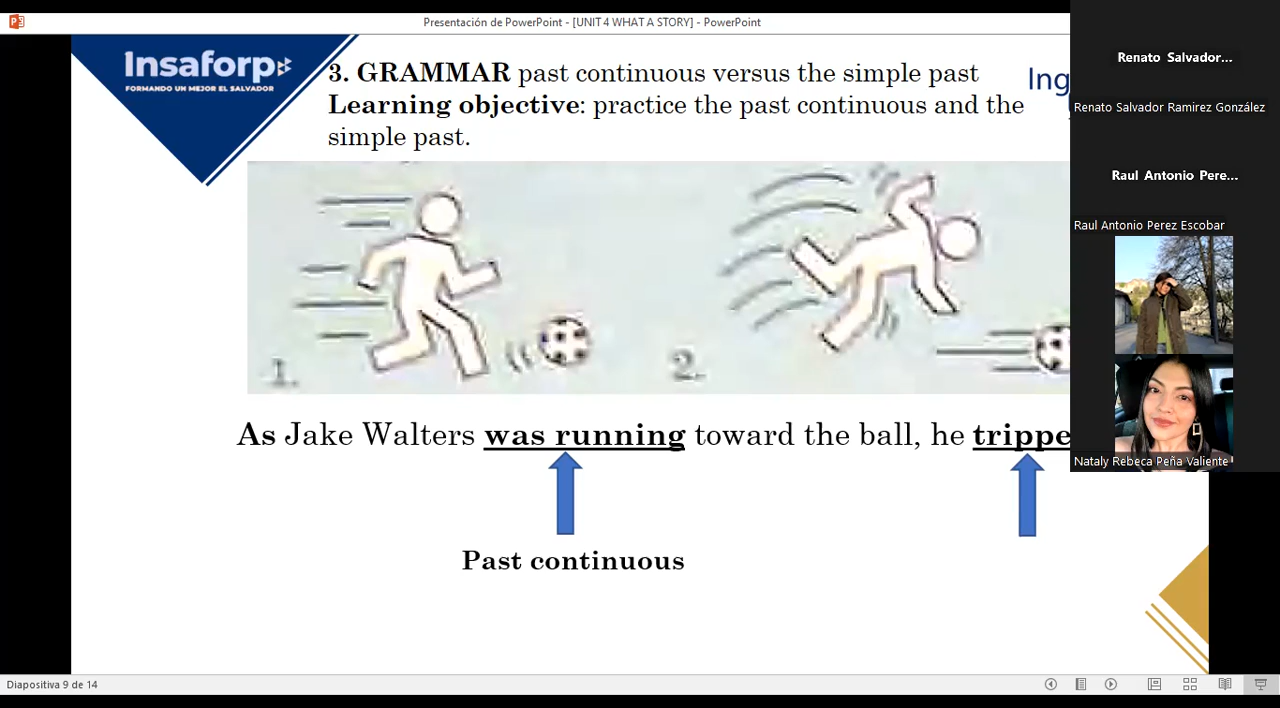 Presentación de PowerPoint - [UNIT 4 WHAT A STORY] - PowerPoint
Insaforp
FORMANDO UN MEJOR EL SALVADOR
3. GRAMMAR past continuous versus the simple past
Learning objective: practice the past continuous and the
simple past.
Ing
1.
2.
As Jake Walters was running toward the ball, he trippe
Past continuous
Renato Salvador...
Renato Salvador Ramirez González
Raul Antonio Pere...
Raul Antonio Perez Escobar
Nataly Rebeca Peña Valiente
Diapositiva 9 de 14